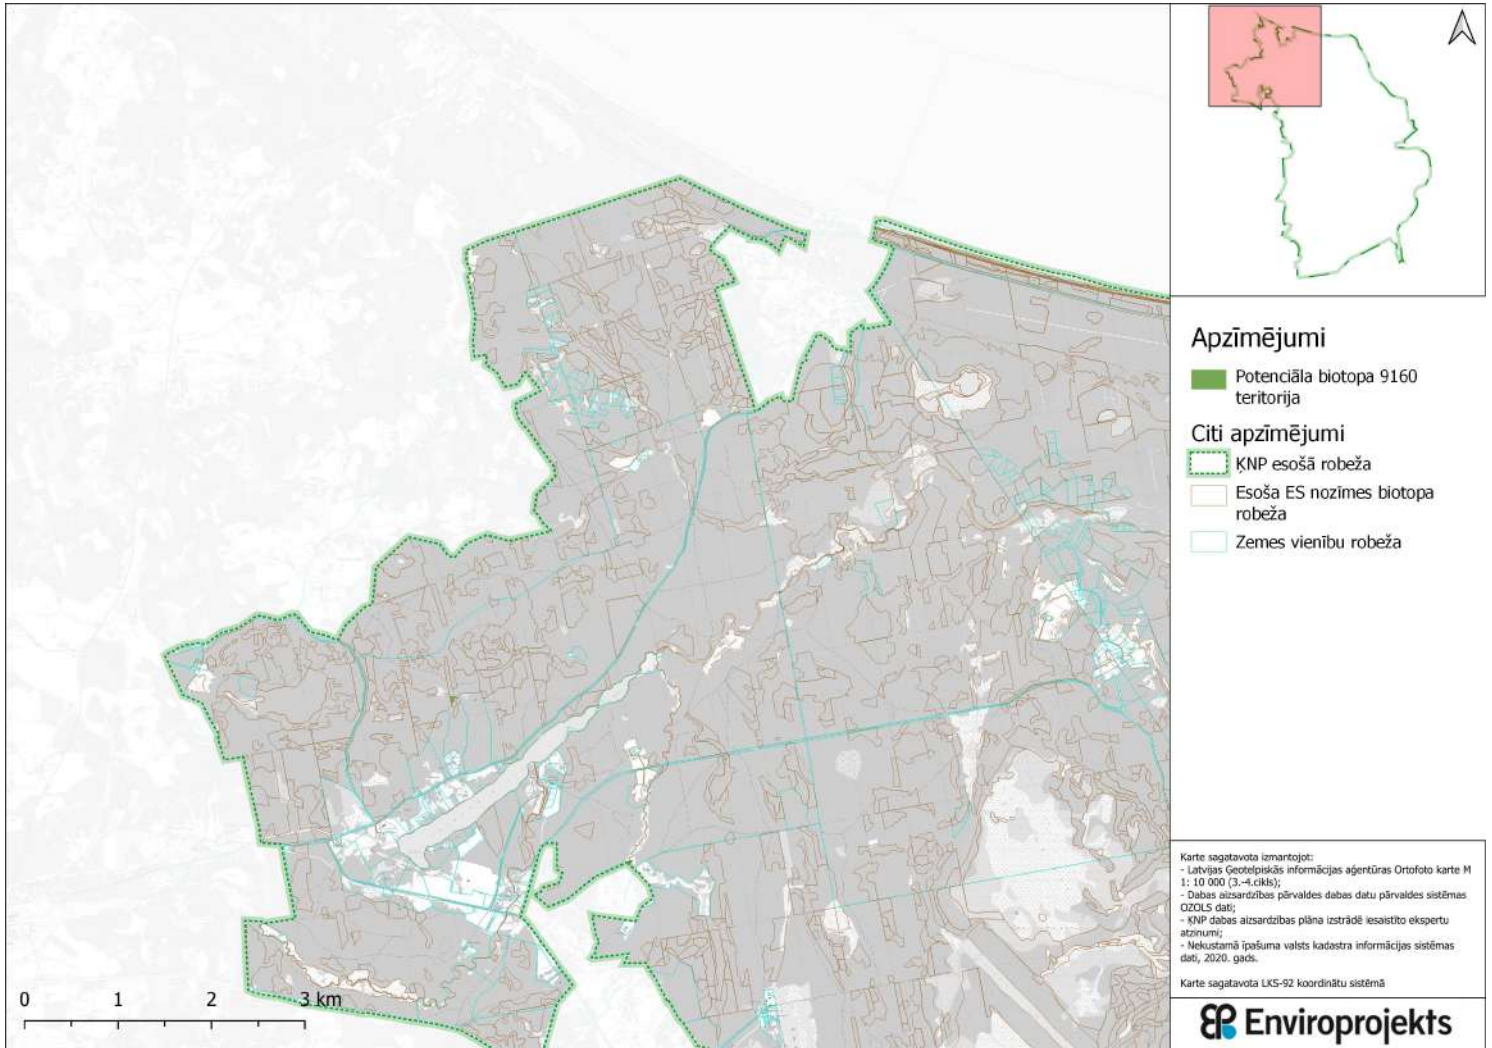 Apzīmējumi
Potenciāla biotopa 9160
teritorija
Citi apzīmējumi
ĶNP esošā robeža
Esoša ES nozīmes biotopa
robeža
Zemes vienību robeža
Karte sagatavota izmantojot:
- Latvijas Ģeotelpiskās informācijas aģentūras Ortofoto karte M
1: 10 000 (3.-4.cikls);
- Dabas aizsardzības pārvaldes dabas datu pārvaldes sistēmas
OZOLS dati;
- ĶNP dabas aizsardzības plāna izstrādē iesaistīto ekspertu
atzinumi;
- Nekustamā īpašuma valsts kadastra informācijas sistēmas
dati, 2020. gads.
Karte sagatavota LKS-92 koordinātu sistēmā
0 1 2 3 km
Enviroprojekts